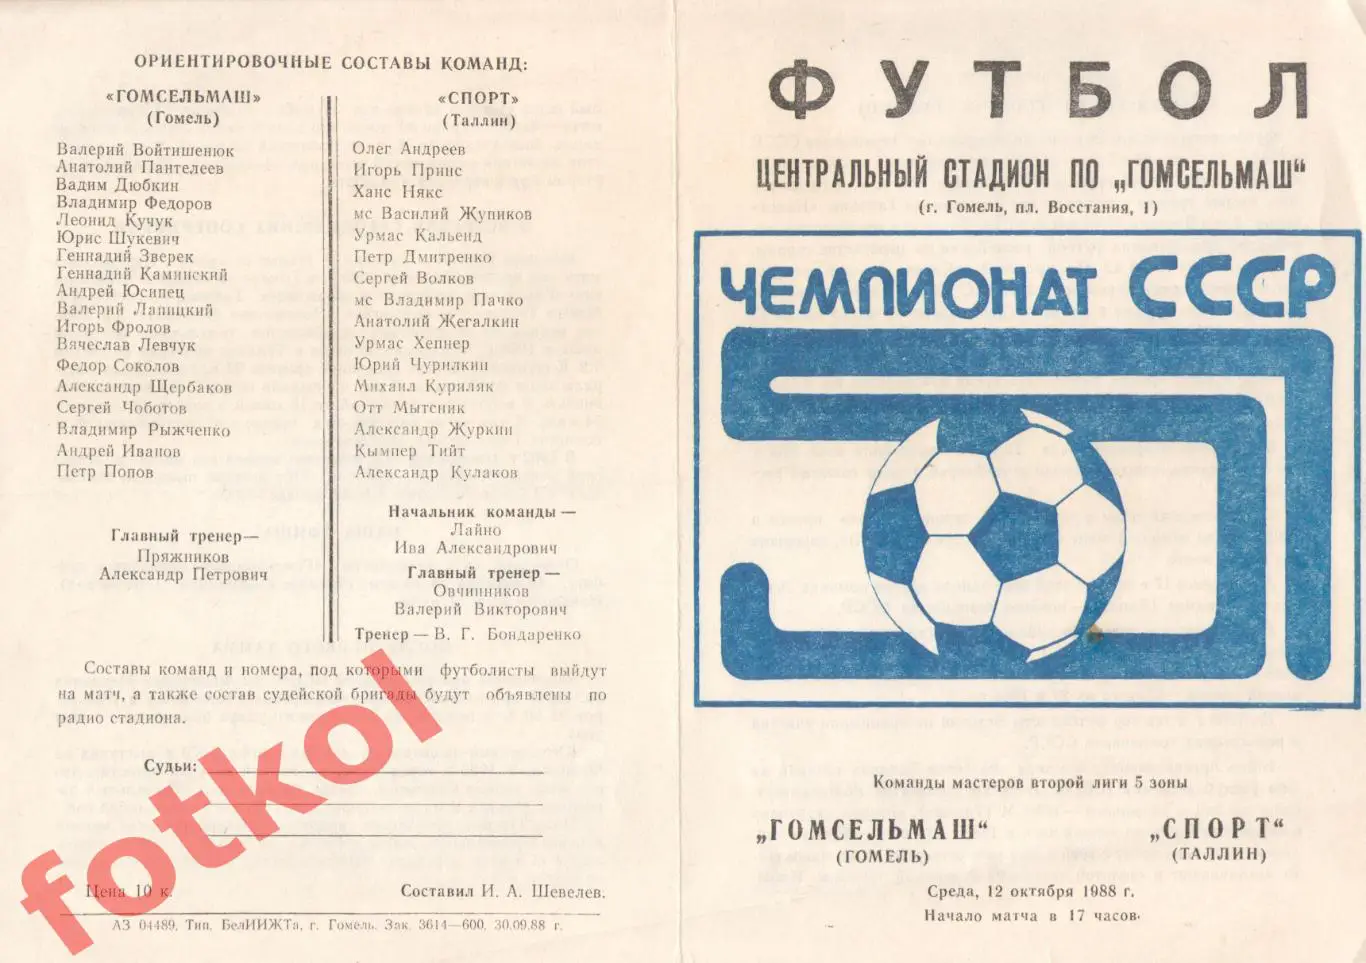 ОРИЕНТИРОВОЧНЫЕ СОСТАВЫ КОМАНД:
«ГОМСЕЛЬМАШ»
(Гомель)
Валерий Войтишенюк
Анатолий Пантелеев
Вадим Дюбкин
Владимир Федоров
Леонид Кучук
Юрис Шукевич
Геннадий Зверек
Геннадий Каминский
Андрей Юсипец
Валерий Лапицкий
Игорь Фролов
Вячеслав Левчук
Федор Соколов
Александр Щербаков
Сергей Чоботов
Владимир Рыжченко
Андрей Иванов
Петр Попов
Главный тренер—
Пряжников
Александр Петрович
«СПОРТ»
(Таллин)
Олег Андреев
Игорь Принс
Ханс Някс
мс Василий Жупиков
Урмас Кальенд
Петр Дмитренко
Сергей Волков
мс Владимир Пачко
Анатолий Жегалкин
Урмас Хепнер
Юрий Чурилкин
Михаил Куриляк
Отт Мытсник
Александр Журкин
Кымпер Тийт
Александр Кулаков
Начальник команды —
Лайно
Ива Александрович
Главный тренер —
Овчинников
Валерий Викторович
Тренер — В. Г. Бондаренко
Составы команд и номера, под которыми футболисты выйдут
на матч, а также состав судейской бригады будут объявлены по
радио стадиона.
Судьи:
Цена 10 к.
Составил И. А. Шевелев.
АЗ 04489. Тип. БелИИЖТа, г. Гомель. Зак. 3614—600. 30.09.88 г.
fotkol
ФУТБОЛ
ЦЕНТРАЛЬНЫЙ СТАДИОН ПО „ГОМСЕЛЬМАШ“
(г. Гомель, пл. Восстания, 1)
ЧЕМПИОНАТ СССР
51
Команды мастеров второй лиги 5 зоны
„ГОМСЕЛЬМАШ“
(ГОМЕЛЬ)
„СПОРТ“
(ТАЛЛИН)
Среда, 12 октября 1988 г.
Начало матча в 17 часов.